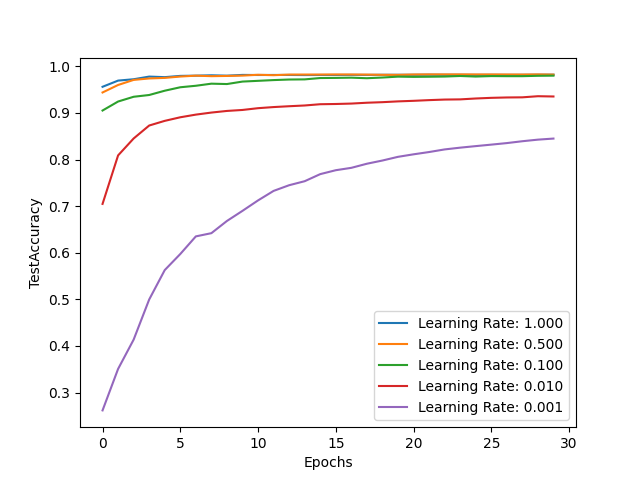 1.0
0.9
0.8
0.7
0.6
0.5
0.4
0.3
TestAccuracy
Learning Rate: 1.000
Learning Rate: 0.500
Learning Rate: 0.100
Learning Rate: 0.010
Learning Rate: 0.001
0 5 10 15 20 25 30
Epochs